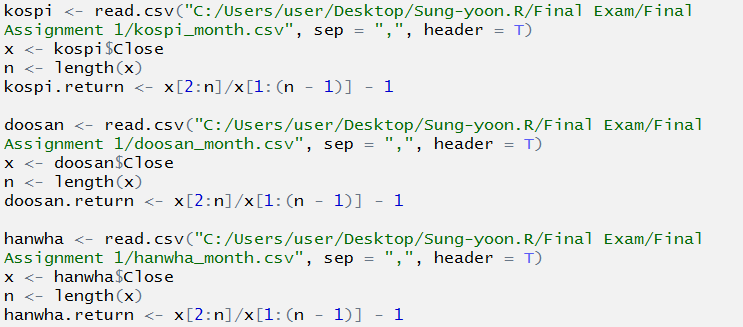 kospi <- read.csv("C:/Users/user/Desktop/Sung-yoon.R/Final Exam/Final
Assignment 1/kospi_month.csv", sep = ",", header = T)
x <- kospi$Close
n <- length(x)
kospi.return <- x[2:n]/x[1:(n - 1)] - 1

doosan <- read.csv("C:/Users/user/Desktop/Sung-yoon.R/Final Exam/Final
Assignment 1/doosan_month.csv", sep = ",", header = T)
x <- doosan$Close
n <- length(x)
doosan.return <- x[2:n]/x[1:(n - 1)] - 1

hanwha <- read.csv("C:/Users/user/Desktop/Sung-yoon.R/Final Exam/Final
Assignment 1/hanwha_month.csv", sep = ",", header = T)
x <- hanwha$Close
n <- length(x)
hanwha.return <- x[2:n]/x[1:(n - 1)] - 1